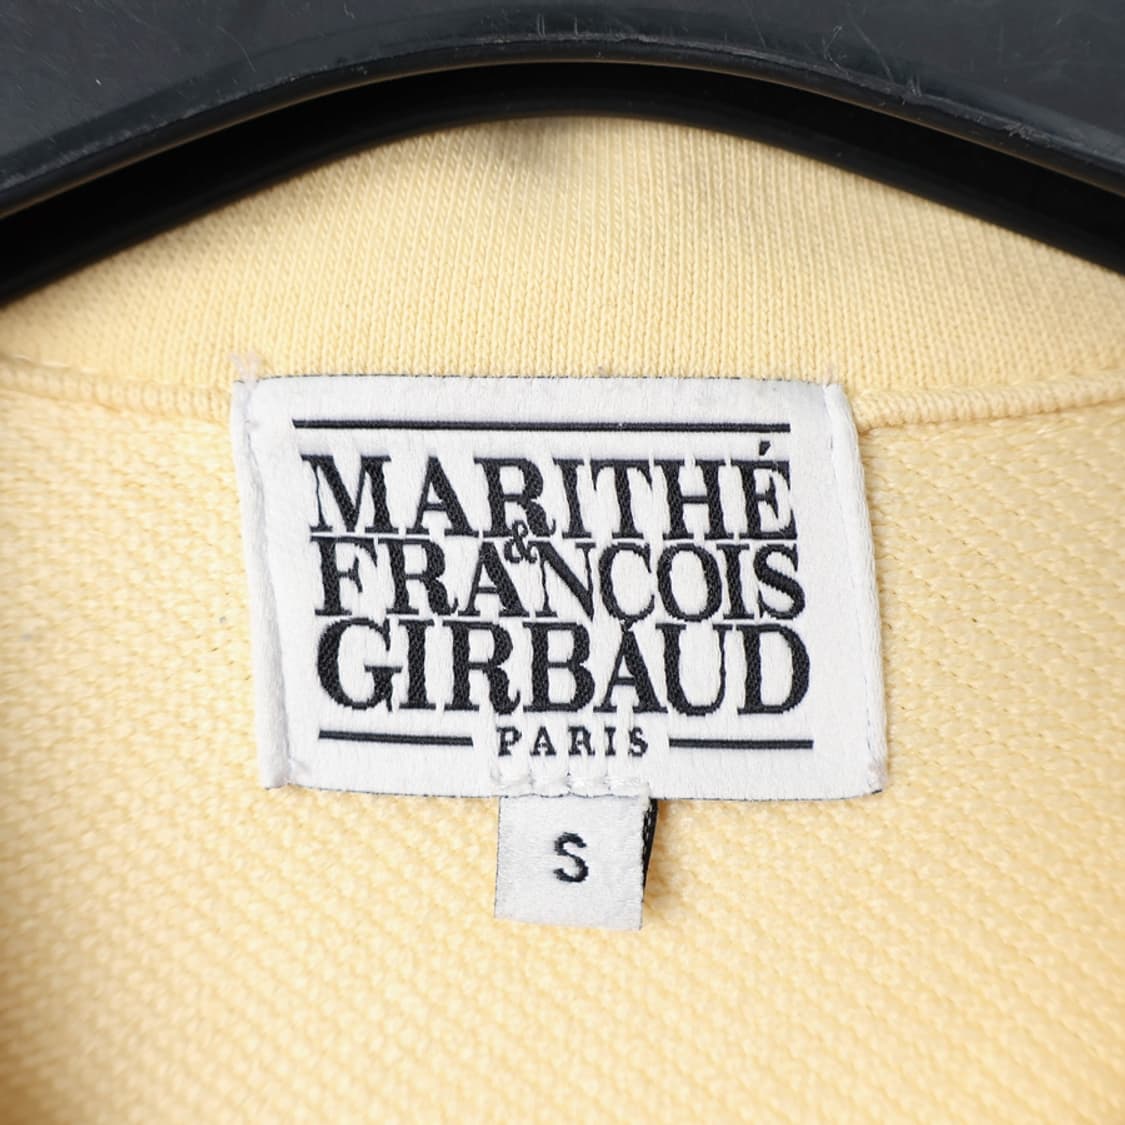 MARITHÉ
&
FRANÇOIS
GIRBAUD
PARIS
S